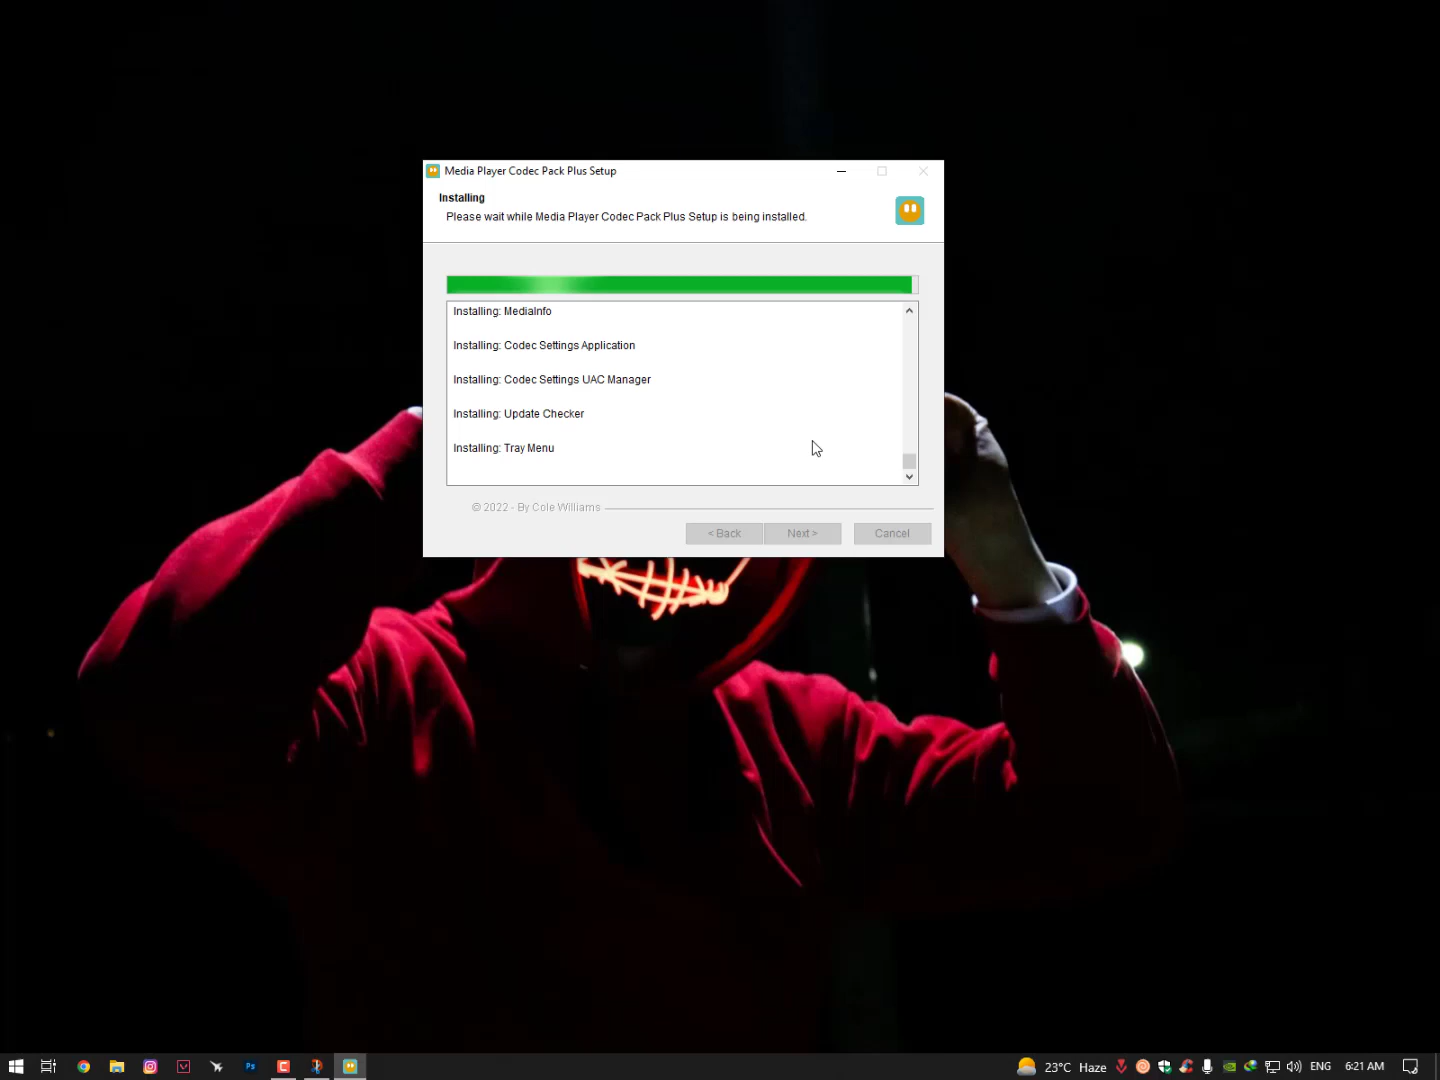 Media Player Codec Pack Plus Setup
Installing
Please wait while Media Player Codec Pack Plus Setup is being installed.
Installing: MediaInfo
Installing: Codec Settings Application
Installing: Codec Settings UAC Manager
Installing: Update Checker
Installing: Tray Menu
© 2022 - By Cole Williams
< Back
Next >
Cancel
Ps
C
23°C Haze
ENG
6:21 AM